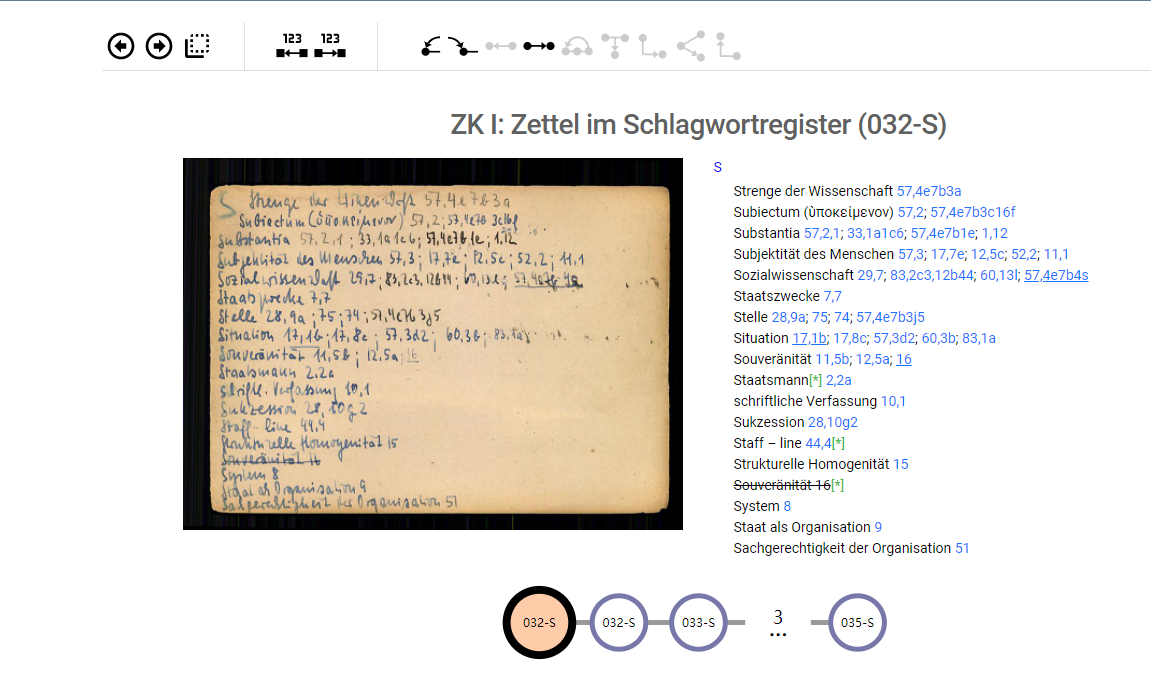 123 123
ZK I: Zettel im Schlagwortregister (032-S)
S Strenge der Wissenschaft 57,4e7b3a
Subiectum (ὑποκείμενον) 57,2; 57,4e7b 3c16f
Substantia 57,2,1; 33,1a1c6; 57,4e7b1e; 1,12
Subjektität des Menschen 57,3; 17,7e; 12,5c; 52,2; 11,1
Sozialwissenschaft 29,7; 83,2c3,12b44; 60,13l; 57,4e7b 4s
Staatszwecke 7,7
Stelle 28,9a; 75; 74; 57,4e7b3j5
Situation 17,1b; 17,8c; 57,3d2; 60,3b; 83,1a
Souveränität 11,5b; 12,5a; 16
Staatsmann 2,2a
schriftl. Verfassung 10,1
Sukzession 28,10g2
Staff-line 44,4
Strukturelle Homogenität 15
Souveränität 16
System 8
Staat als Organisation 9
Sachgerechtigkeit der Organisation 51
S
Strenge der Wissenschaft 57,4e7b3a
Subiectum (ὑποκείμενον) 57,2; 57,4e7b3c16f
Substantia 57,2,1; 33,1a1c6; 57,4e7b1e; 1,12
Subjektität des Menschen 57,3; 17,7e; 12,5c; 52,2; 11,1
Sozialwissenschaft 29,7; 83,2c3,12b44; 60,13l; 57,4e7b4s
Staatszwecke 7,7
Stelle 28,9a; 75; 74; 57,4e7b3j5
Situation 17,1b; 17,8c; 57,3d2; 60,3b; 83,1a
Souveränität 11,5b; 12,5a; 16
Staatsmann[*] 2,2a
schriftliche Verfassung 10,1
Sukzession 28,10g2
Staff – line 44,4[*]
Strukturelle Homogenität 15
Souveränität 16[*]
System 8
Staat als Organisation 9
Sachgerechtigkeit der Organisation 51
032-S 032-S 033-S 3 ... 035-S